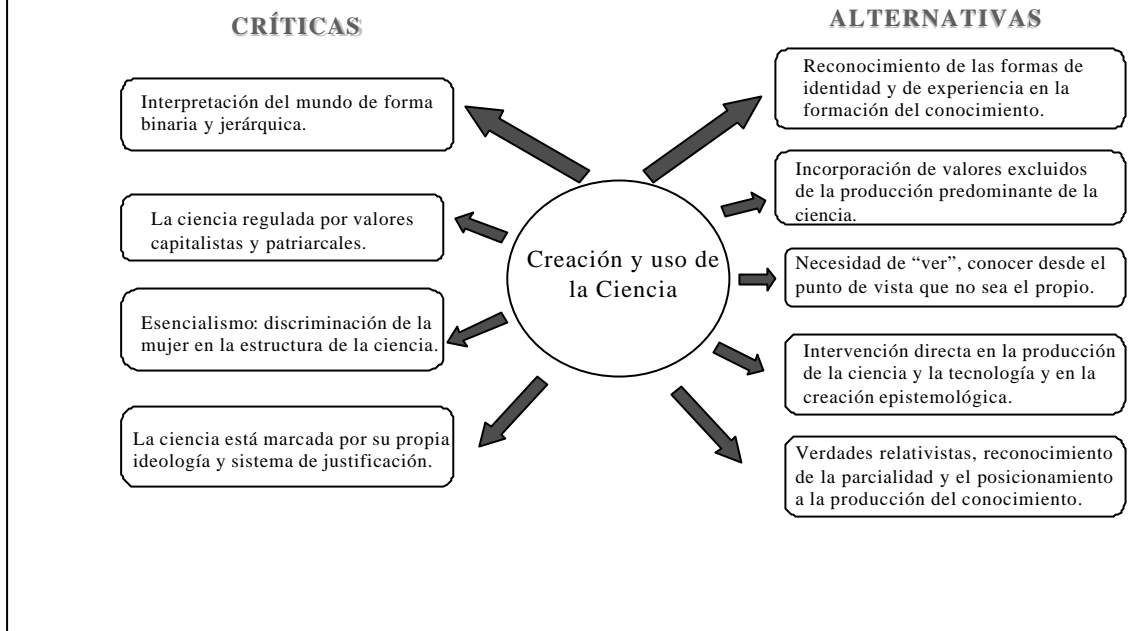 CRÍTICAS
Interpretación del mundo de forma
binaria y jerárquica.
La ciencia regulada por valores
capitalistas y patriarcales.
Esencialismo: discriminación de la
mujer en la estructura de la ciencia.
La ciencia está marcada por su propia
ideología y sistema de justificación.
Creación y uso de
la Ciencia
ALTERNATIVAS
Reconocimiento de las formas de
identidad y de experiencia en la
formación del conocimiento.
Incorporación de valores excluidos
de la producción predominante de la
ciencia.
Necesidad de “ver”, conocer desde el
punto de vista que no sea el propio.
Intervención directa en la producción
de la ciencia y la tecnología y en la
creación epistemológica.
Verdades relativistas, reconocimiento
de la parcialidad y el posicionamiento
a la producción del conocimiento.